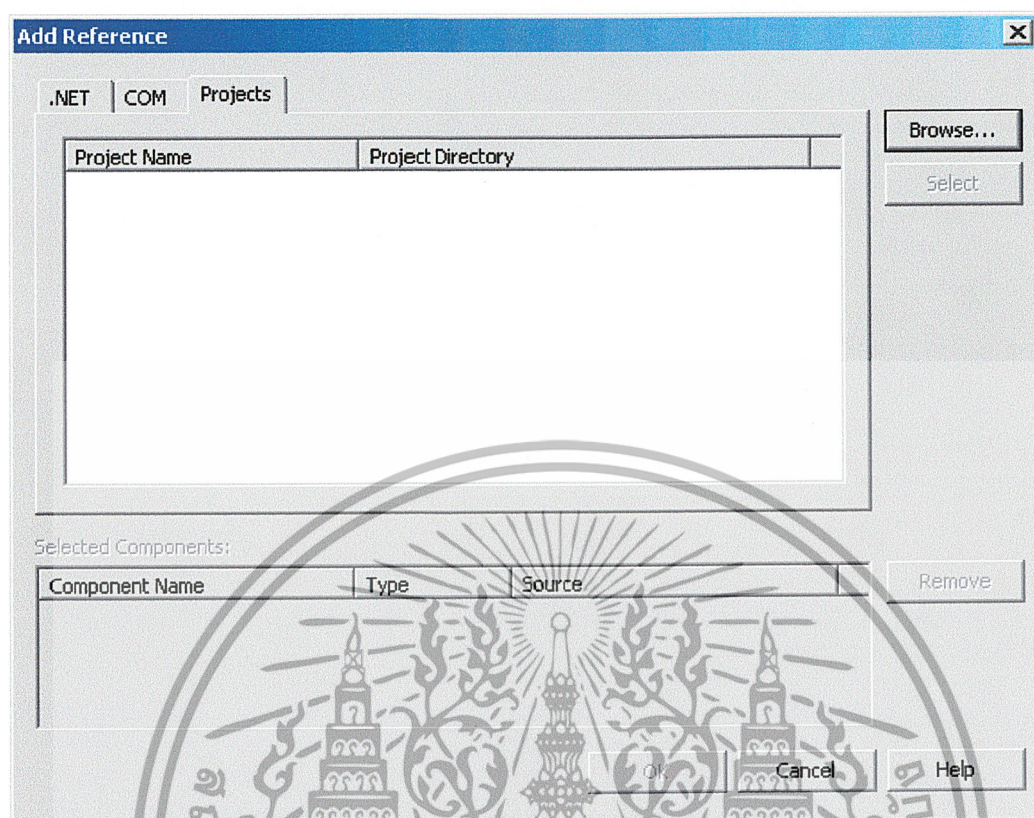 Add Reference
.NET COM Projects
Browse...
Project Name Project Directory
Select
Selected Components:
Component Name Type Source
Remove
OK Cancel Help